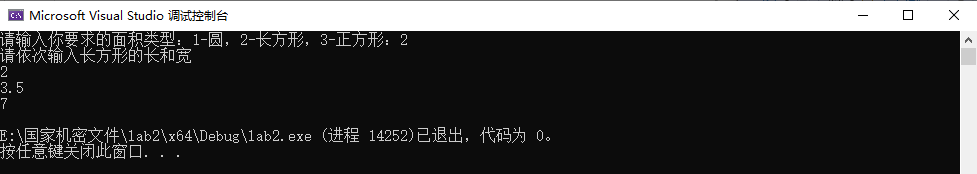 Microsoft Visual Studio 调试控制台
请输入你要求的面积类型：1-圆，2-长方形，3-正方形：2
请依次输入长方形的长和宽
2
3.5
7
E:\国家机密文件\lab2\x64\Debug\lab2.exe (进程 14252)已退出，代码为 0。
按任意键关闭此窗口. . .